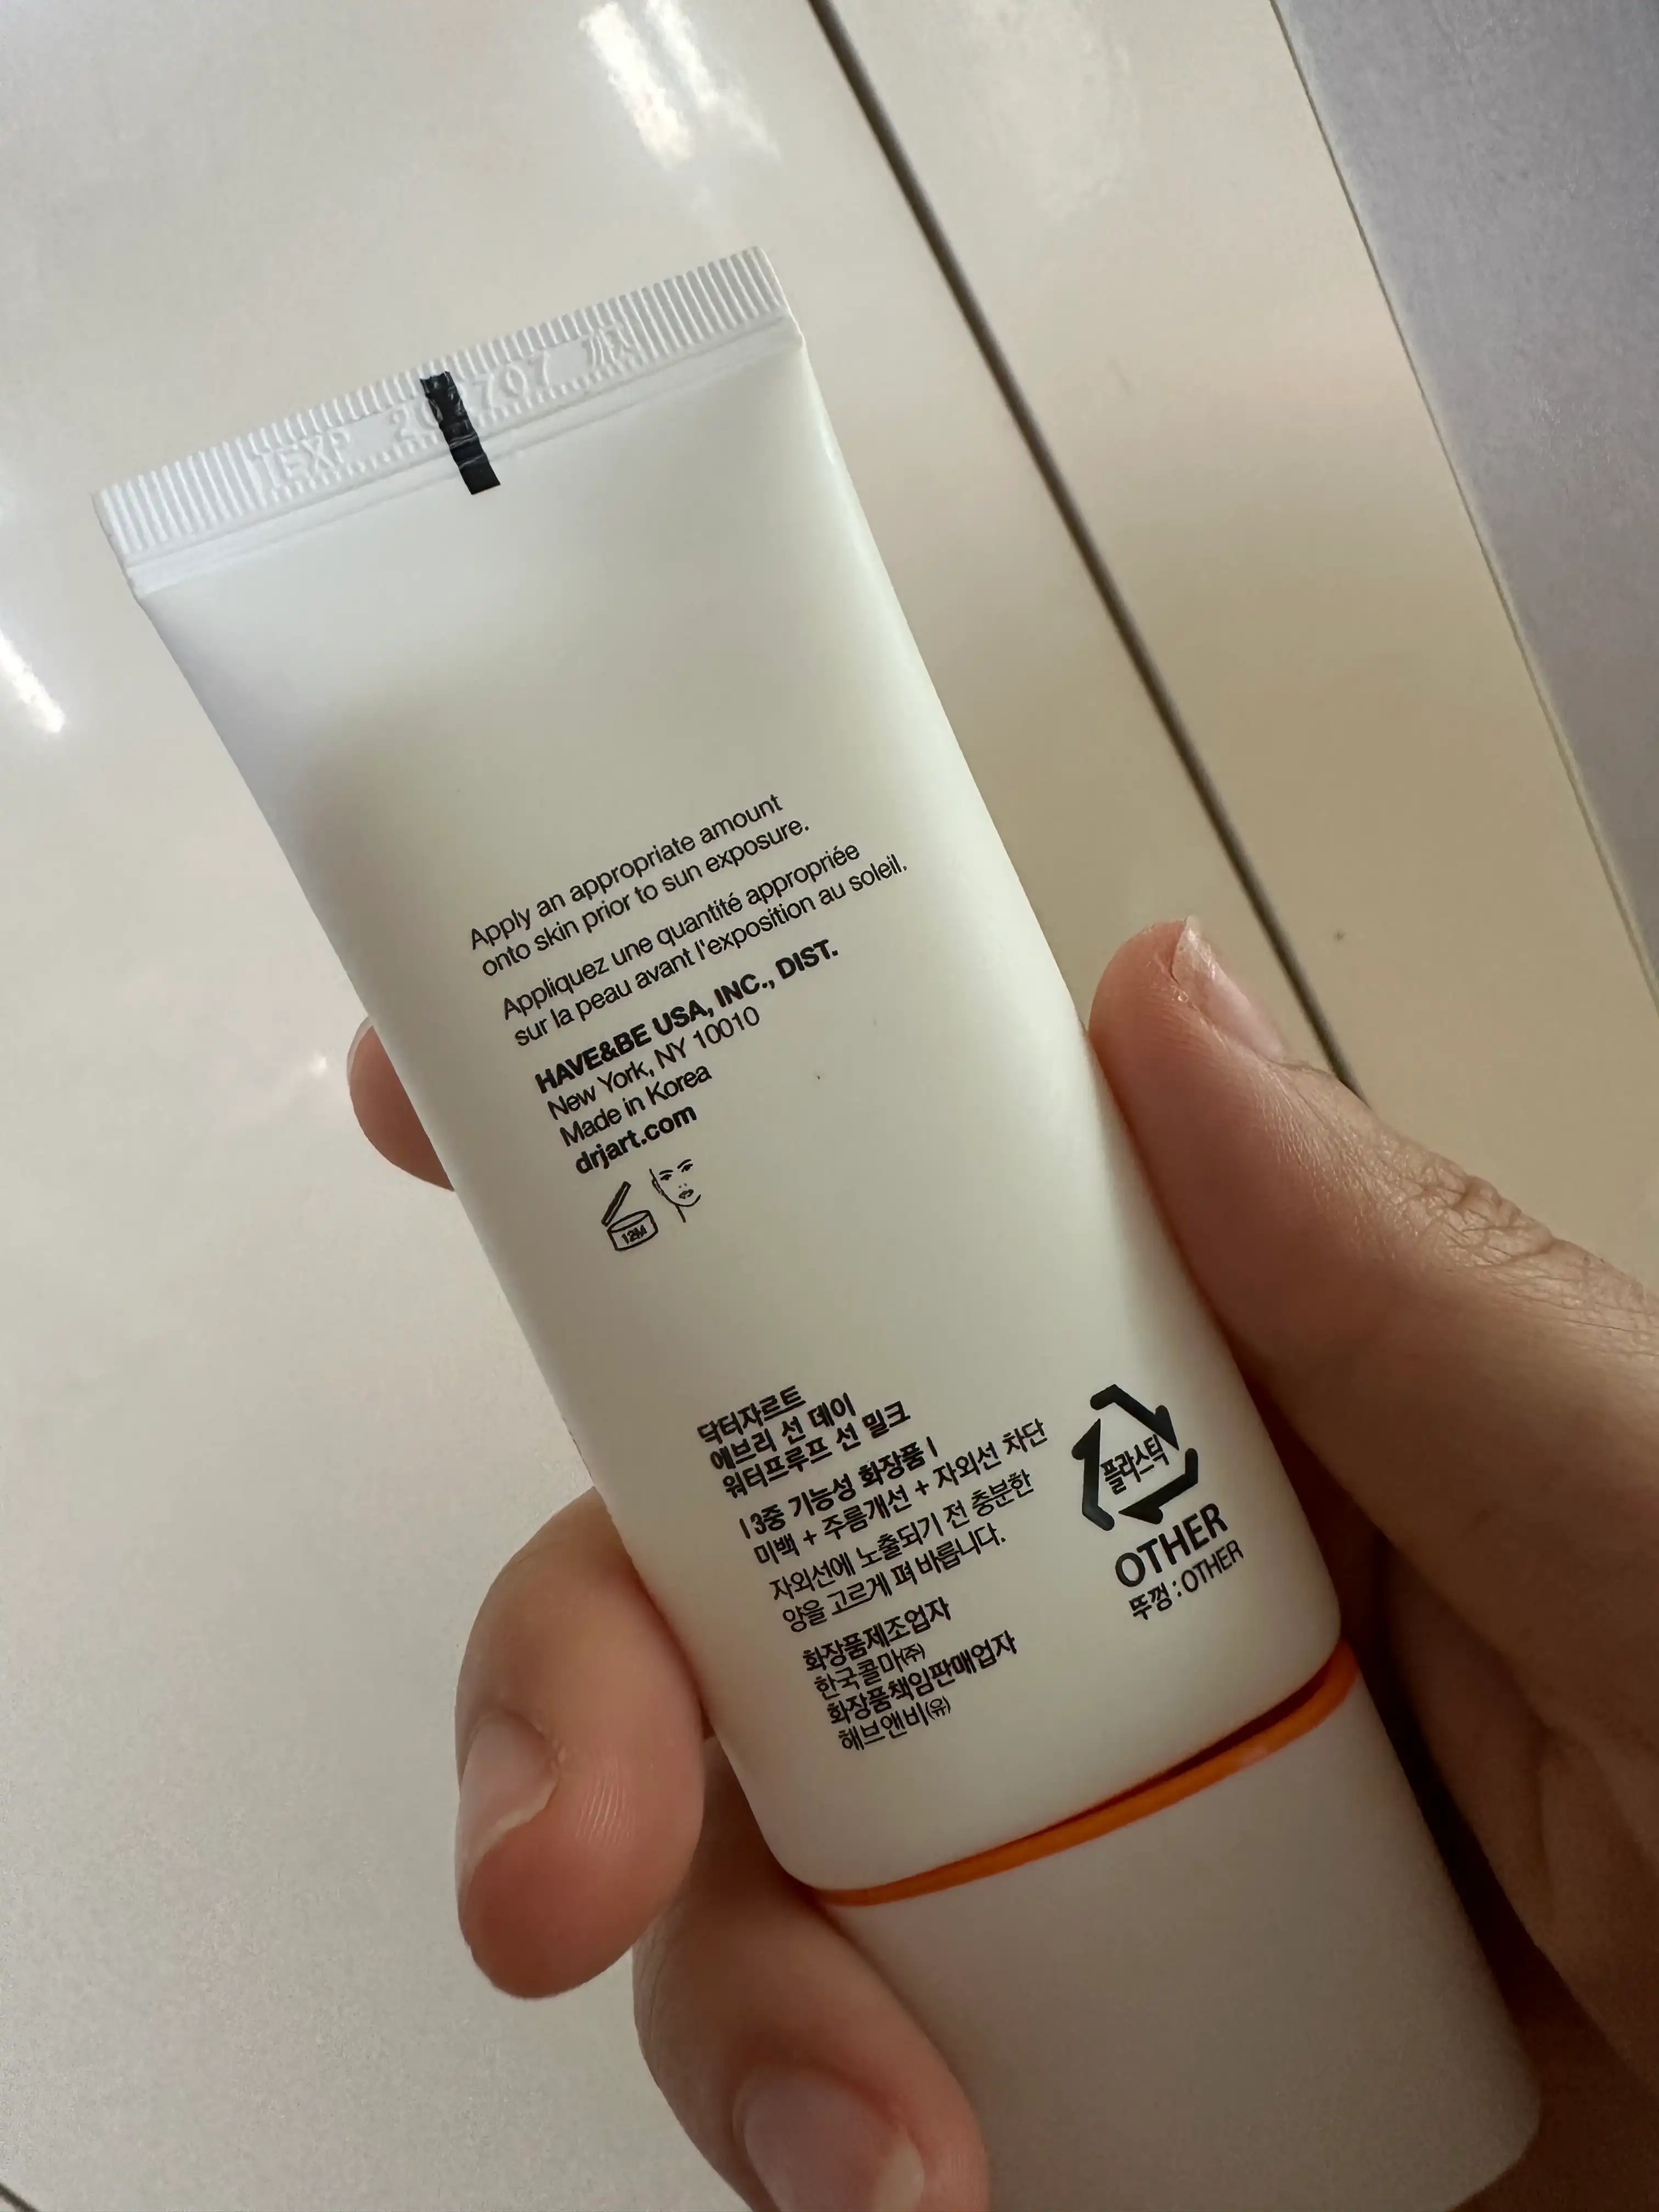 EXP
Apply an appropriate amount
onto skin prior to sun exposure.
Appliquez une quantité appropriée
sur la peau avant l'exposition au soleil.
HAVE&BE USA, INC., DIST.
New York, NY 10010
Made in Korea
drjart.com
12M
닥터자르트
에브리 선 데이
워터프루프 선 밀크
| 3중 기능성 화장품 |
미백 + 주름개선 + 자외선 차단
자외선에 노출되기 전 충분한
양을 고르게 펴 바릅니다.
화장품제조업자
한국콜마(주)
화장품책임판매업자
해브앤비(유)
플라스틱
OTHER
뚜껑 : OTHER